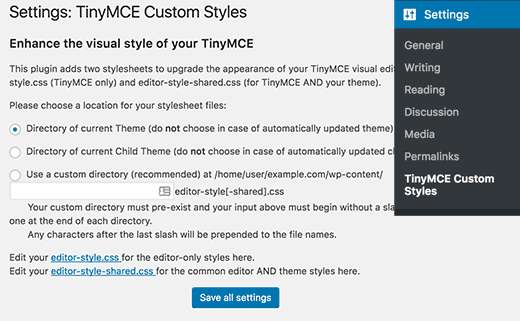 Settings: TinyMCE Custom Styles
Enhance the visual style of your TinyMCE
This plugin adds two stylesheets to upgrade the appearance of your TinyMCE visual
style.css (TinyMCE only) and editor-style-shared.css (for TinyMCE AND your theme).
Please choose a location for your stylesheet files:
Directory of current Theme (do not choose in case of automatically updated theme)
Directory of current Child Theme (do not choose in case of automatically updated
Use a custom directory (recommended) at /home/user/example.com/wp-content/
editor-style[-shared].css
Your custom directory must pre-exist and your input above must begin without a
one at the end of each directory.
Any characters after the last slash will be prepended to the file names.
Edit your editor-style.css for the editor-only styles here.
Edit your editor-style-shared.css for the common editor AND theme styles here.
Save all settings
Settings
General
Writing
Reading
Discussion
Media
Permalinks
TinyMCE Custom
Styles